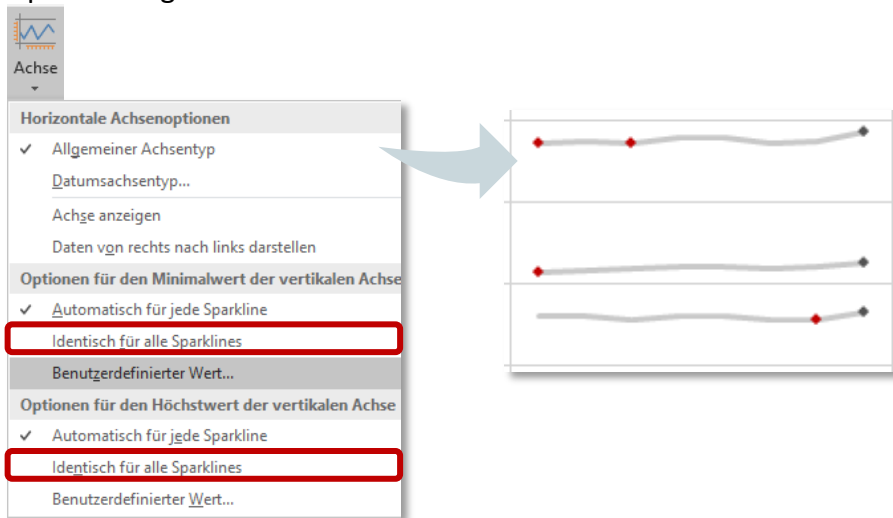 Achse
Horizontale Achsenoptionen
✓ Allgemeiner Achsentyp
Datumsachsentyp...
Achse anzeigen
Daten von rechts nach links darstellen
Optionen für den Minimalwert der vertikalen Achse
✓ Automatisch für jede Sparkline
Identisch für alle Sparklines
Benutzerdefinierter Wert...
Optionen für den Höchstwert der vertikalen Achse
✓ Automatisch für jede Sparkline
Identisch für alle Sparklines
Benutzerdefinierter Wert...